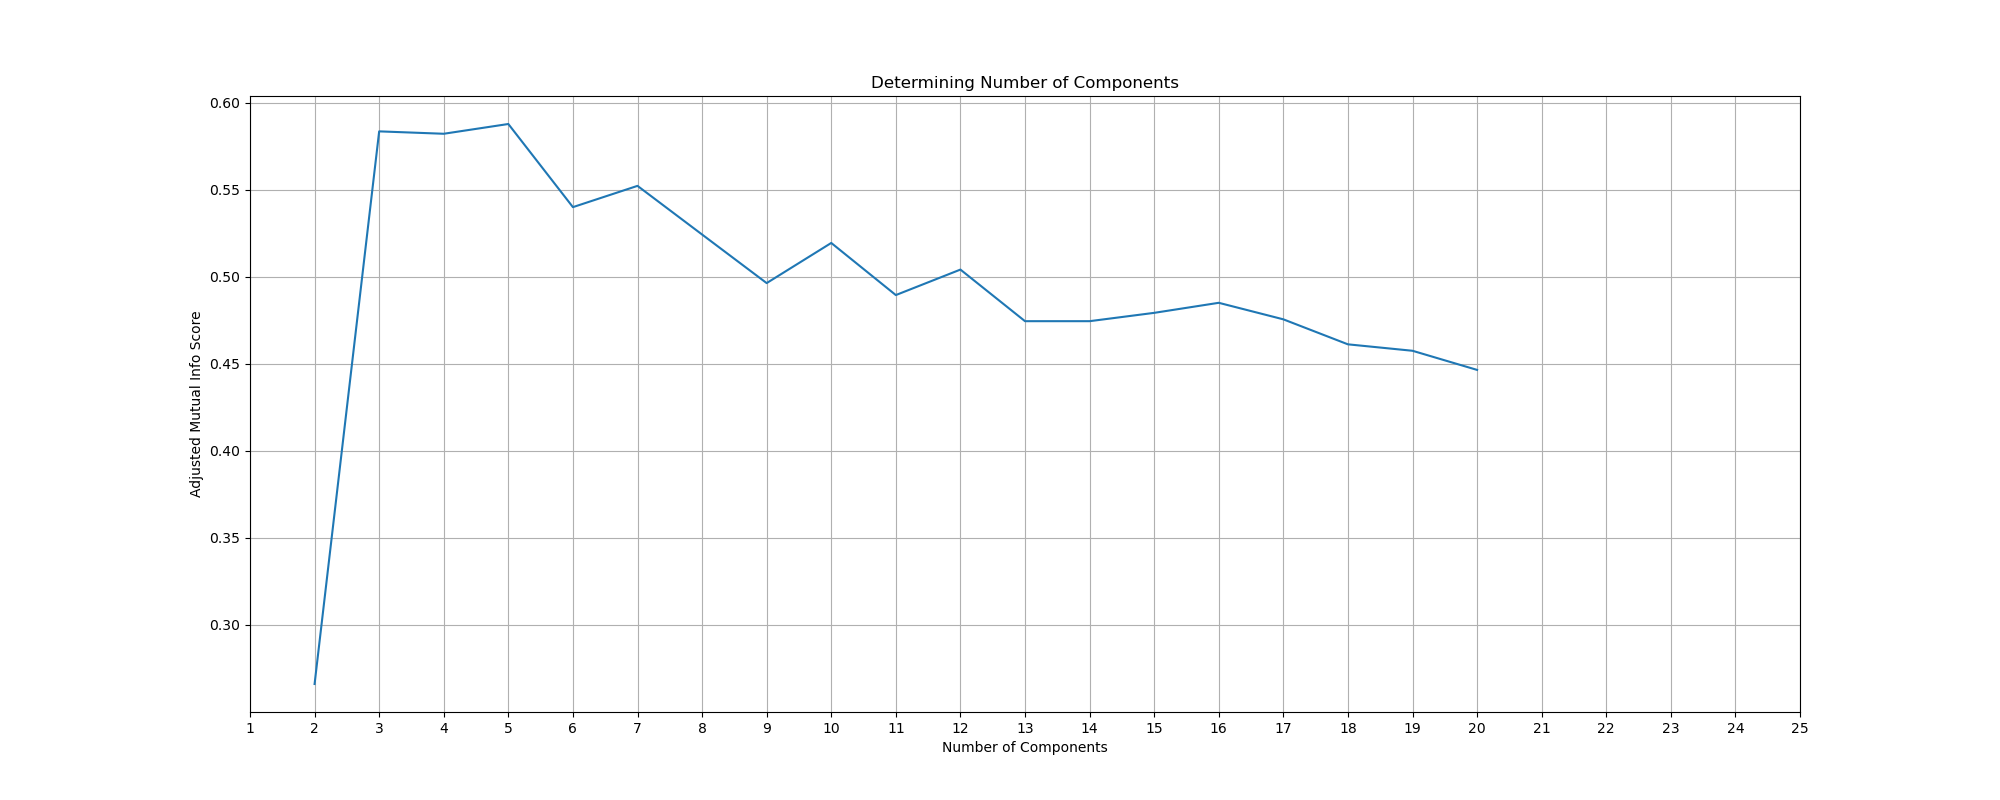 Determining Number of Components
Adjusted Mutual Info Score
0.60
0.55
0.50
0.45
0.40
0.35
0.30
1 2 3 4 5 6 7 8 9 10 11 12 13 14 15 16 17 18 19 20 21 22 23 24 25
Number of Components